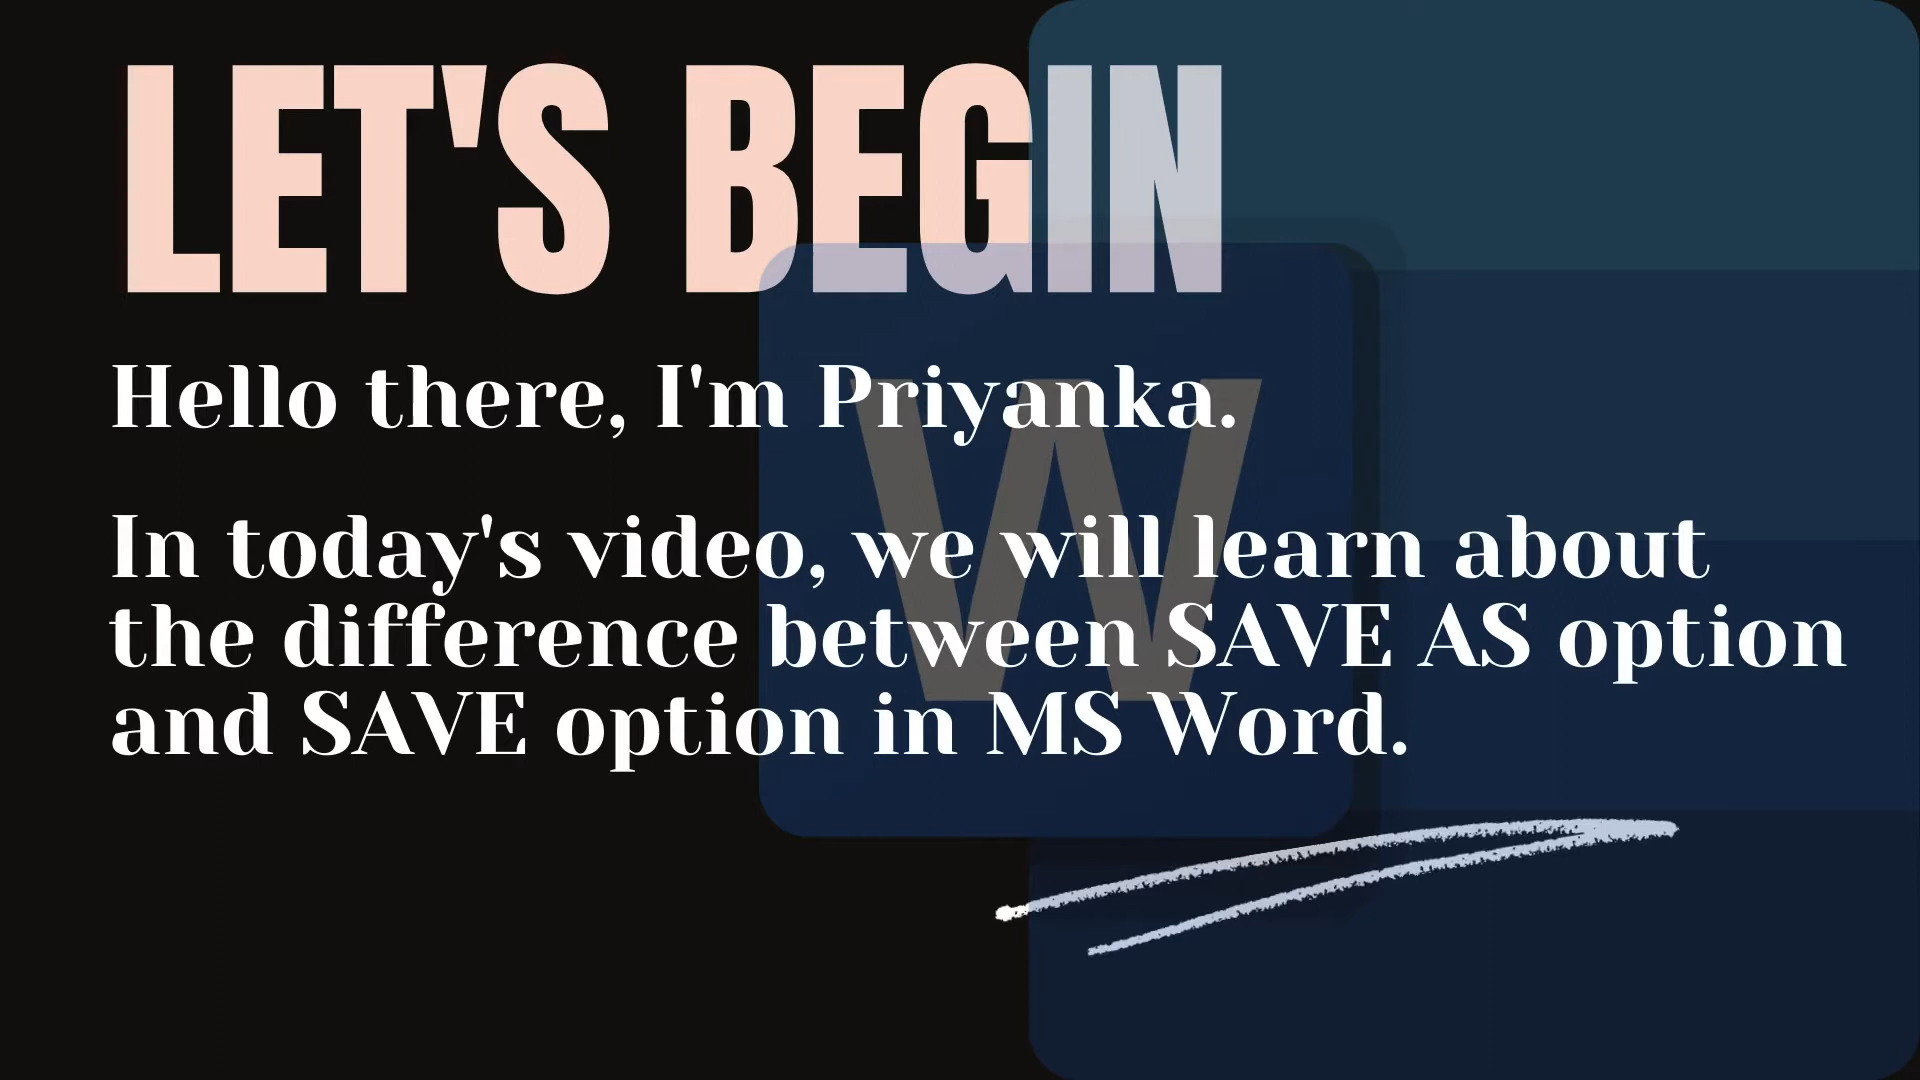 LET'S BEGIN
Hello there, I'm Priyanka.
In today's video, we will learn about
the difference between SAVE AS option
and SAVE option in MS Word.
W